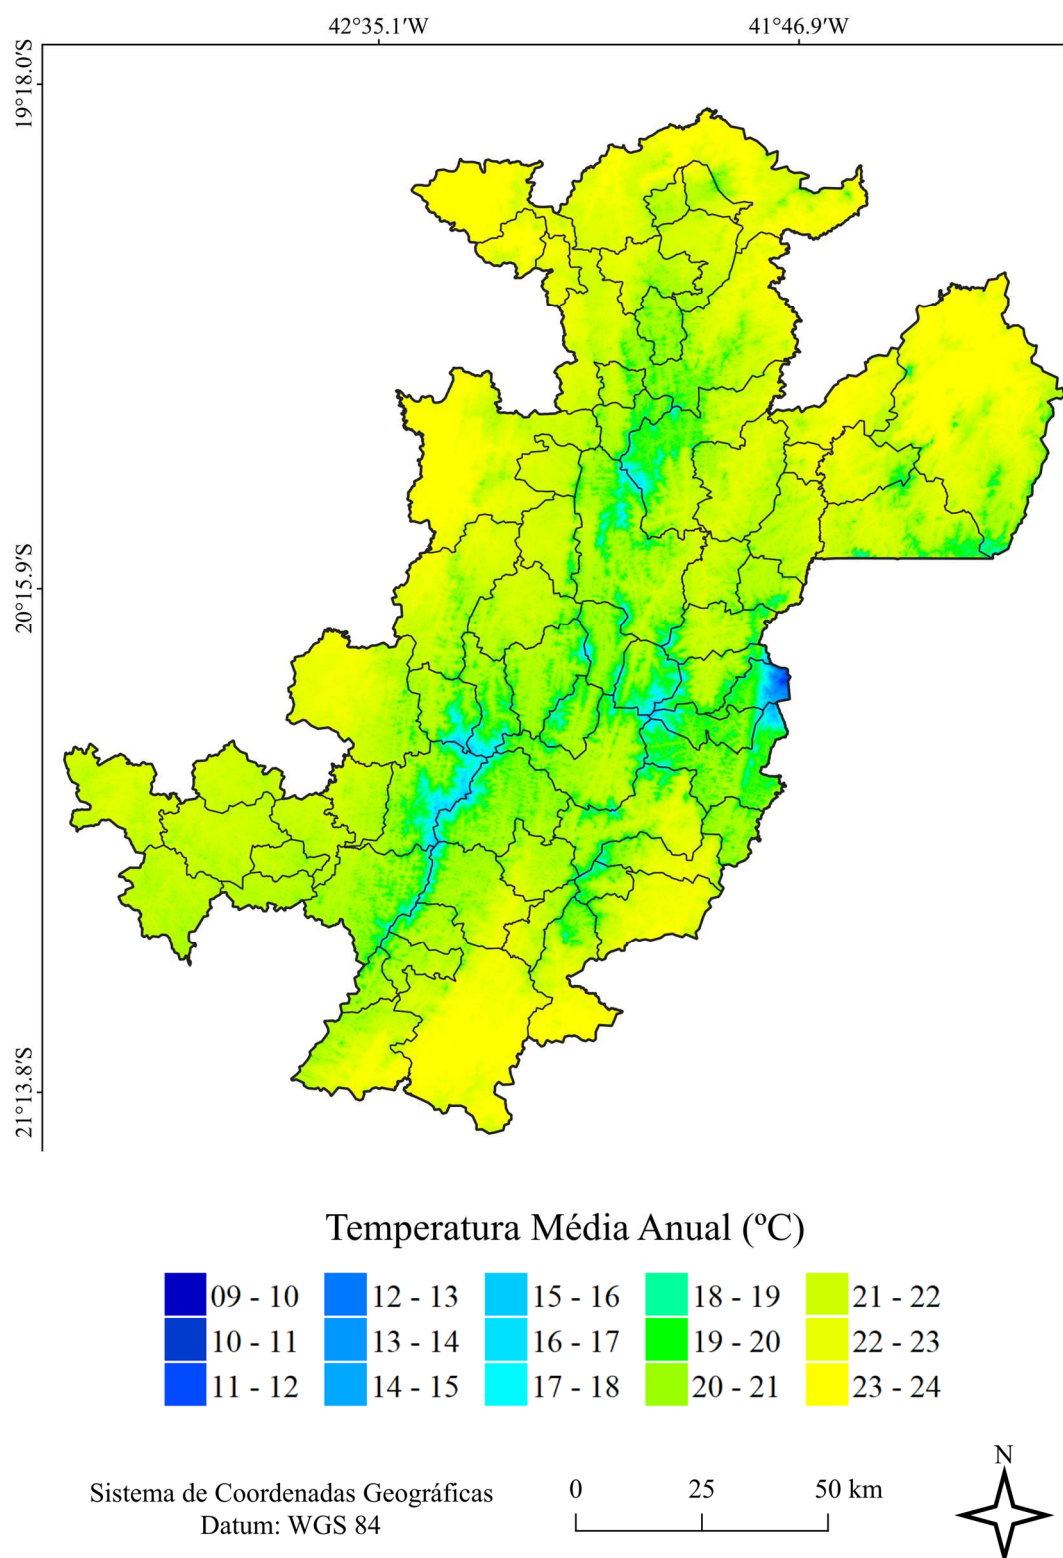 42°35.1′W 41°46.9′W
19°18.0′S
20°15.9′S
21°13.8′S
Temperatura Média Anual (ºC)
09 - 10 12 - 13 15 - 16 18 - 19 21 - 22
10 - 11 13 - 14 16 - 17 19 - 20 22 - 23
11 - 12 14 - 15 17 - 18 20 - 21 23 - 24
N
Sistema de Coordenadas Geográficas 0 25 50 km
Datum: WGS 84